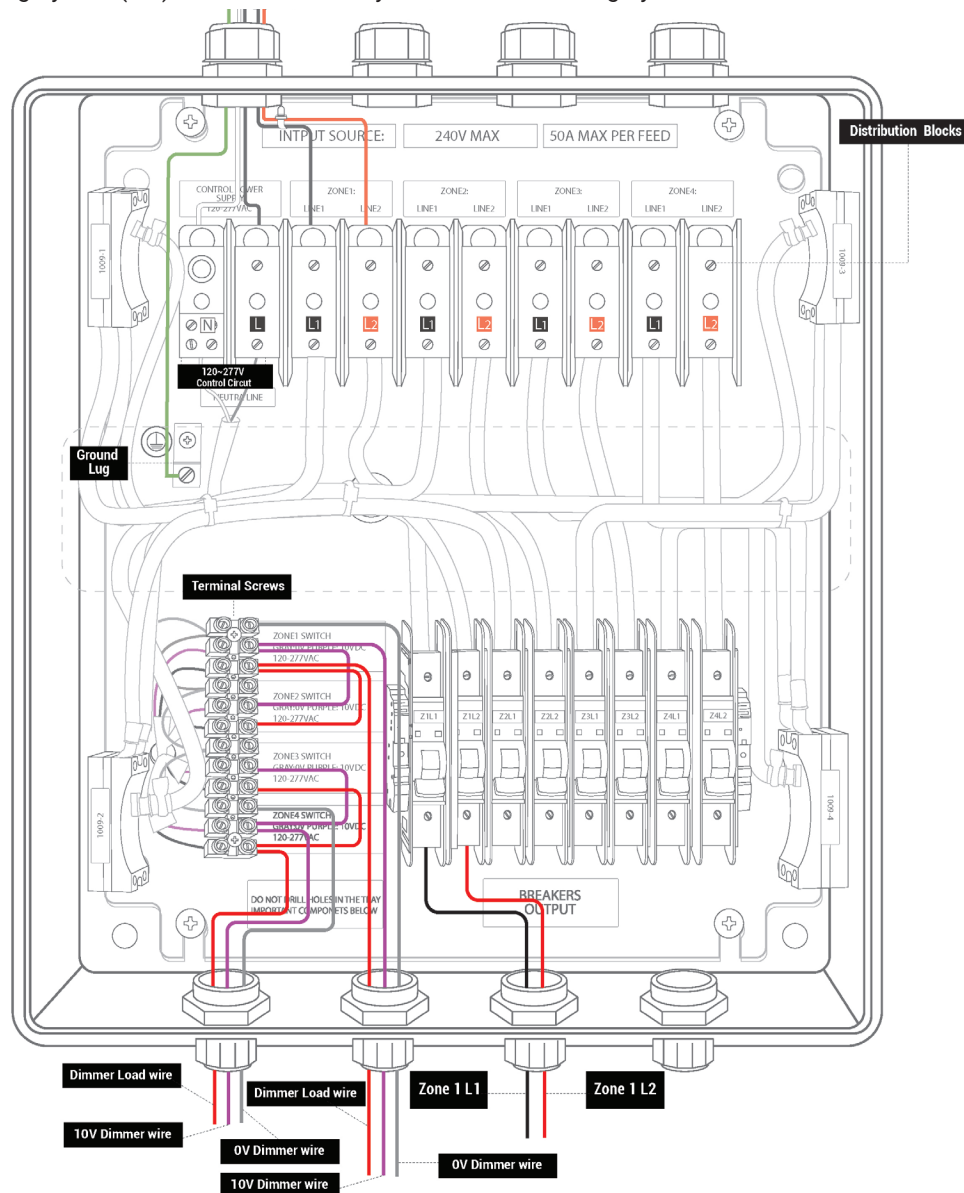 INTPUT SOURCE:
240V MAX
50A MAX PER FEED
Distribution Blocks
CONTROL POWER
SUPPLY
120-277VAC
ZONE1:
LINE1 LINE2
ZONE2:
LINE1 LINE2
ZONE3:
LINE1 LINE2
ZONE4:
LINE1 LINE2
1009-1
1009-3
N L L1 L2 L1 L2 L1 L2 L1 L2
120~277V
Control Circut
NEUTRA LINE
Ground
Lug
Terminal Screws
ZONE1 SWITCH
GRAY:0V PURPLE: 10VDC
120-277VAC
ZONE2 SWITCH
GRAY:0V PURPLE: 10VDC
120-277VAC
ZONE3 SWITCH
GRAY:0V PURPLE: 10VDC
120-277VAC
ZONE4 SWITCH
GRAY:0V PURPLE: 10VDC
120-277VAC
Z1L1 Z1L2 Z2L1 Z2L2 Z3L1 Z3L2 Z4L1 Z4L2
1009-2
1009-4
DO NOT DRILL HOLES IN THE TRAY
IMPORTANT COMPONETS BELOW
BREAKERS
OUTPUT
Dimmer Load wire
10V Dimmer wire
0V Dimmer wire
Dimmer Load wire
10V Dimmer wire
0V Dimmer wire
Zone 1 L1
Zone 1 L2